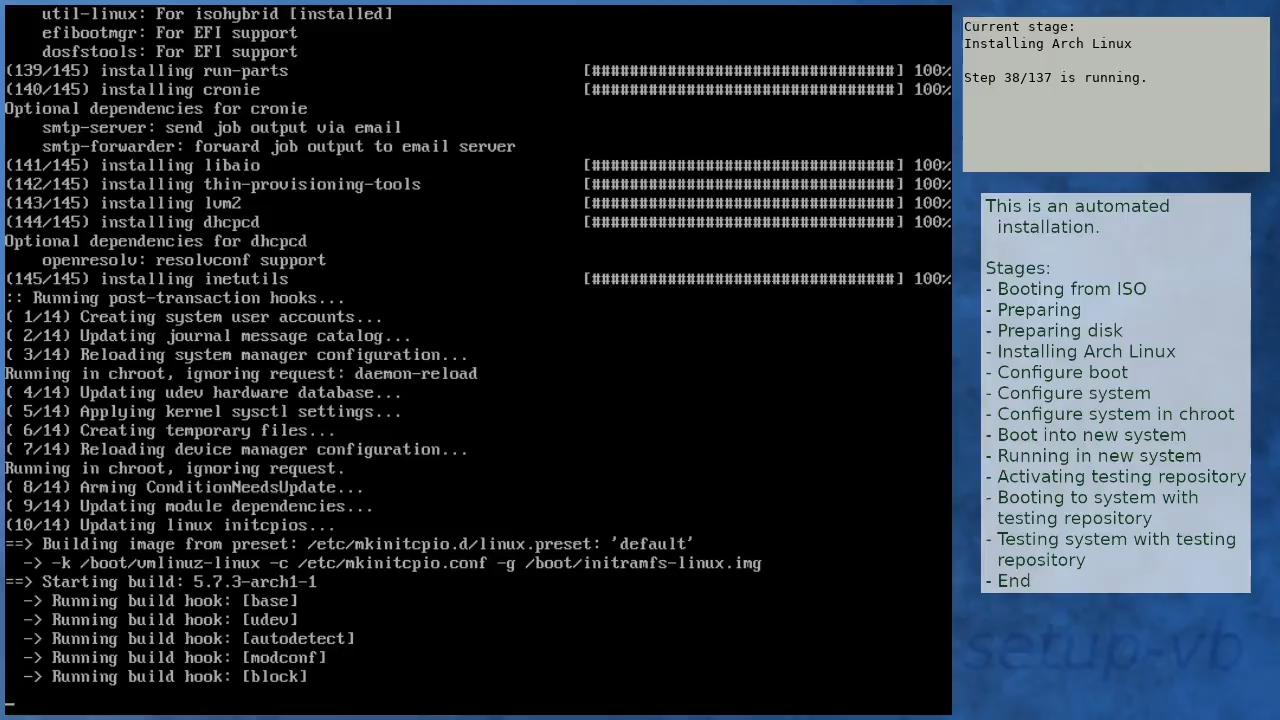 util-linux: For isohybrid [installed]
efibootmgr: For EFI support
dosfstools: For EFI support
(139/145) installing run-parts [################################] 100%
(140/145) installing cronie [################################] 100%
Optional dependencies for cronie
smtp-server: send job output via email
smtp-forwarder: forward job output to email server
(141/145) installing libaio [################################] 100%
(142/145) installing thin-provisioning-tools [################################] 100%
(143/145) installing lvm2 [################################] 100%
(144/145) installing dhcpcd [################################] 100%
Optional dependencies for dhcpcd
openresolv: resolvconf support
(145/145) installing inetutils [################################] 100%
:: Running post-transaction hooks...
( 1/14) Creating system user accounts...
( 2/14) Updating journal message catalog...
( 3/14) Reloading system manager configuration...
Running in chroot, ignoring request: daemon-reload
( 4/14) Updating udev hardware database...
( 5/14) Applying kernel sysctl settings...
( 6/14) Creating temporary files...
( 7/14) Reloading device manager configuration...
Running in chroot, ignoring request.
( 8/14) Arming ConditionNeedsUpdate...
( 9/14) Updating module dependencies...
(10/14) Updating linux initcpios...
==> Building image from preset: /etc/mkinitcpio.d/linux.preset: 'default'
-> -k /boot/vmlinuz-linux -c /etc/mkinitcpio.conf -g /boot/initramfs-linux.img
==> Starting build: 5.7.3-arch1-1
-> Running build hook: [base]
-> Running build hook: [udev]
-> Running build hook: [autodetect]
-> Running build hook: [modconf]
-> Running build hook: [block]
_
Current stage:
Installing Arch Linux
Step 38/137 is running.
This is an automated
installation.
Stages:
- Booting from ISO
- Preparing
- Preparing disk
- Installing Arch Linux
- Configure boot
- Configure system
- Configure system in chroot
- Boot into new system
- Running in new system
- Activating testing repository
- Booting to system with
testing repository
- Testing system with testing
repository
- End
setup-vb